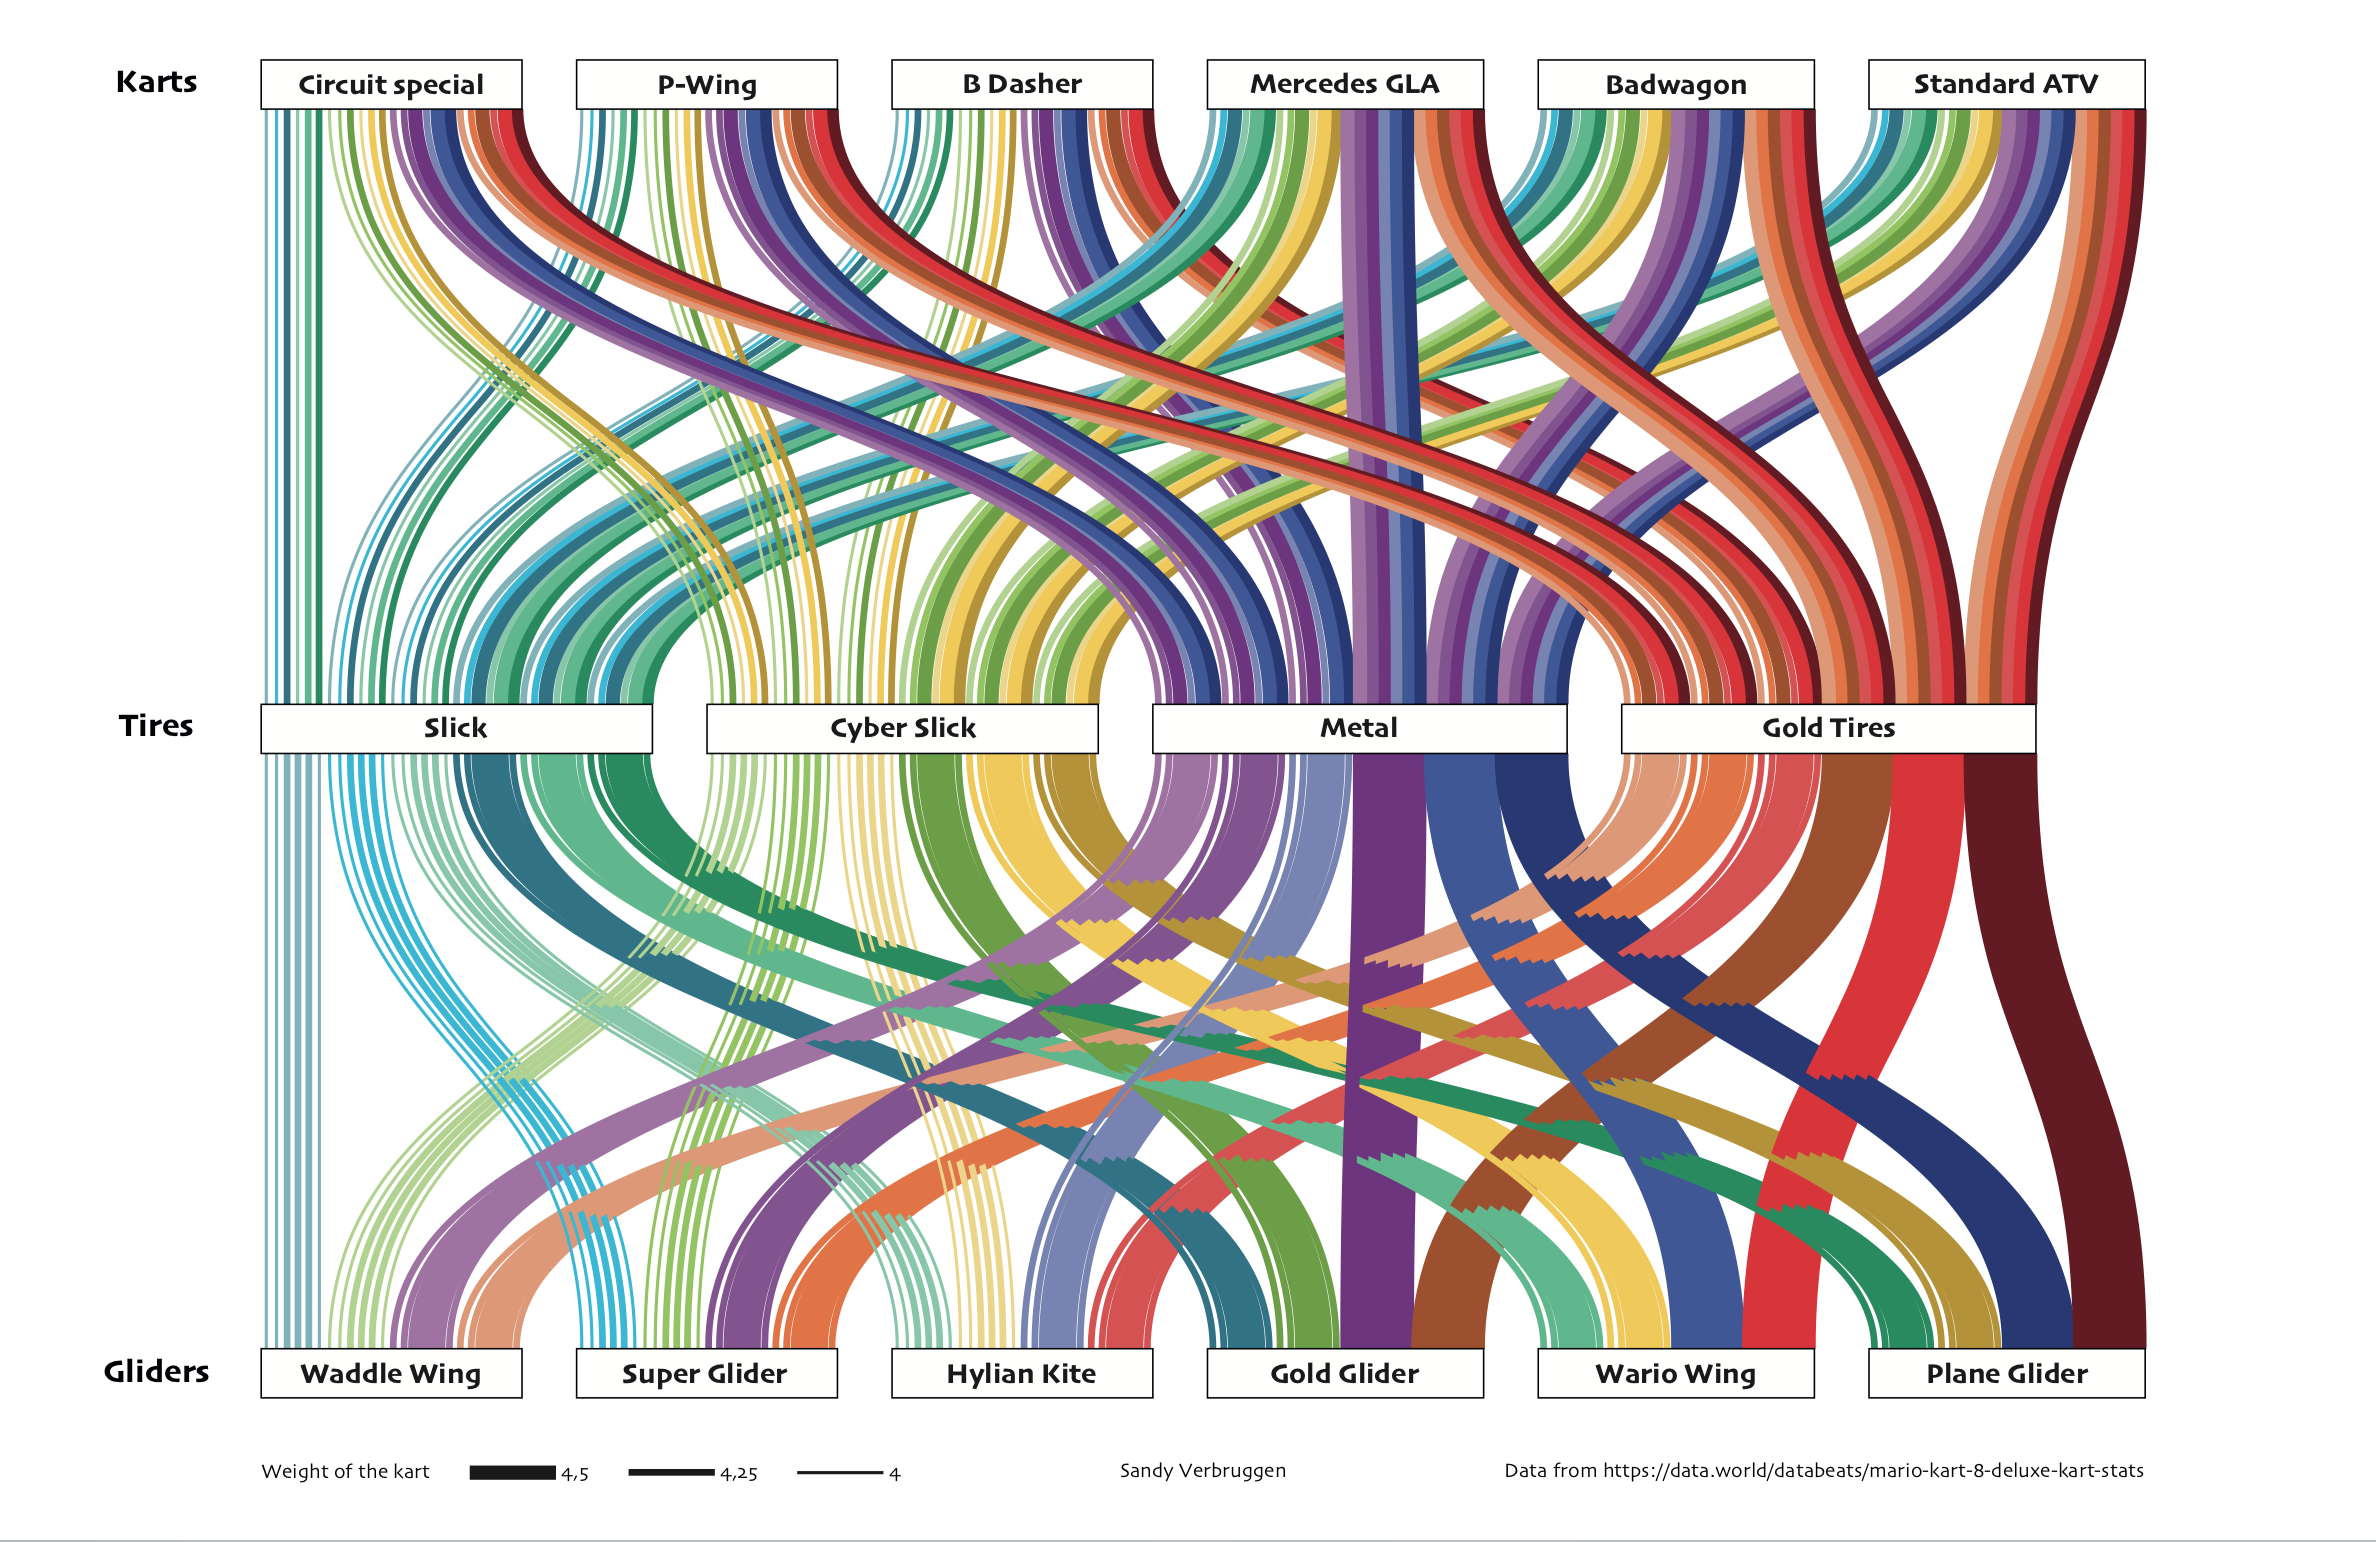 Karts
Circuit special
P-Wing
B Dasher
Mercedes GLA
Badwagon
Standard ATV
Tires
Slick
Cyber Slick
Metal
Gold Tires
Gliders
Waddle Wing
Super Glider
Hylian Kite
Gold Glider
Wario Wing
Plane Glider
Weight of the kart
4,5
4,25
4
Sandy Verbruggen
Data from https://data.world/databeats/mario-kart-8-deluxe-kart-stats